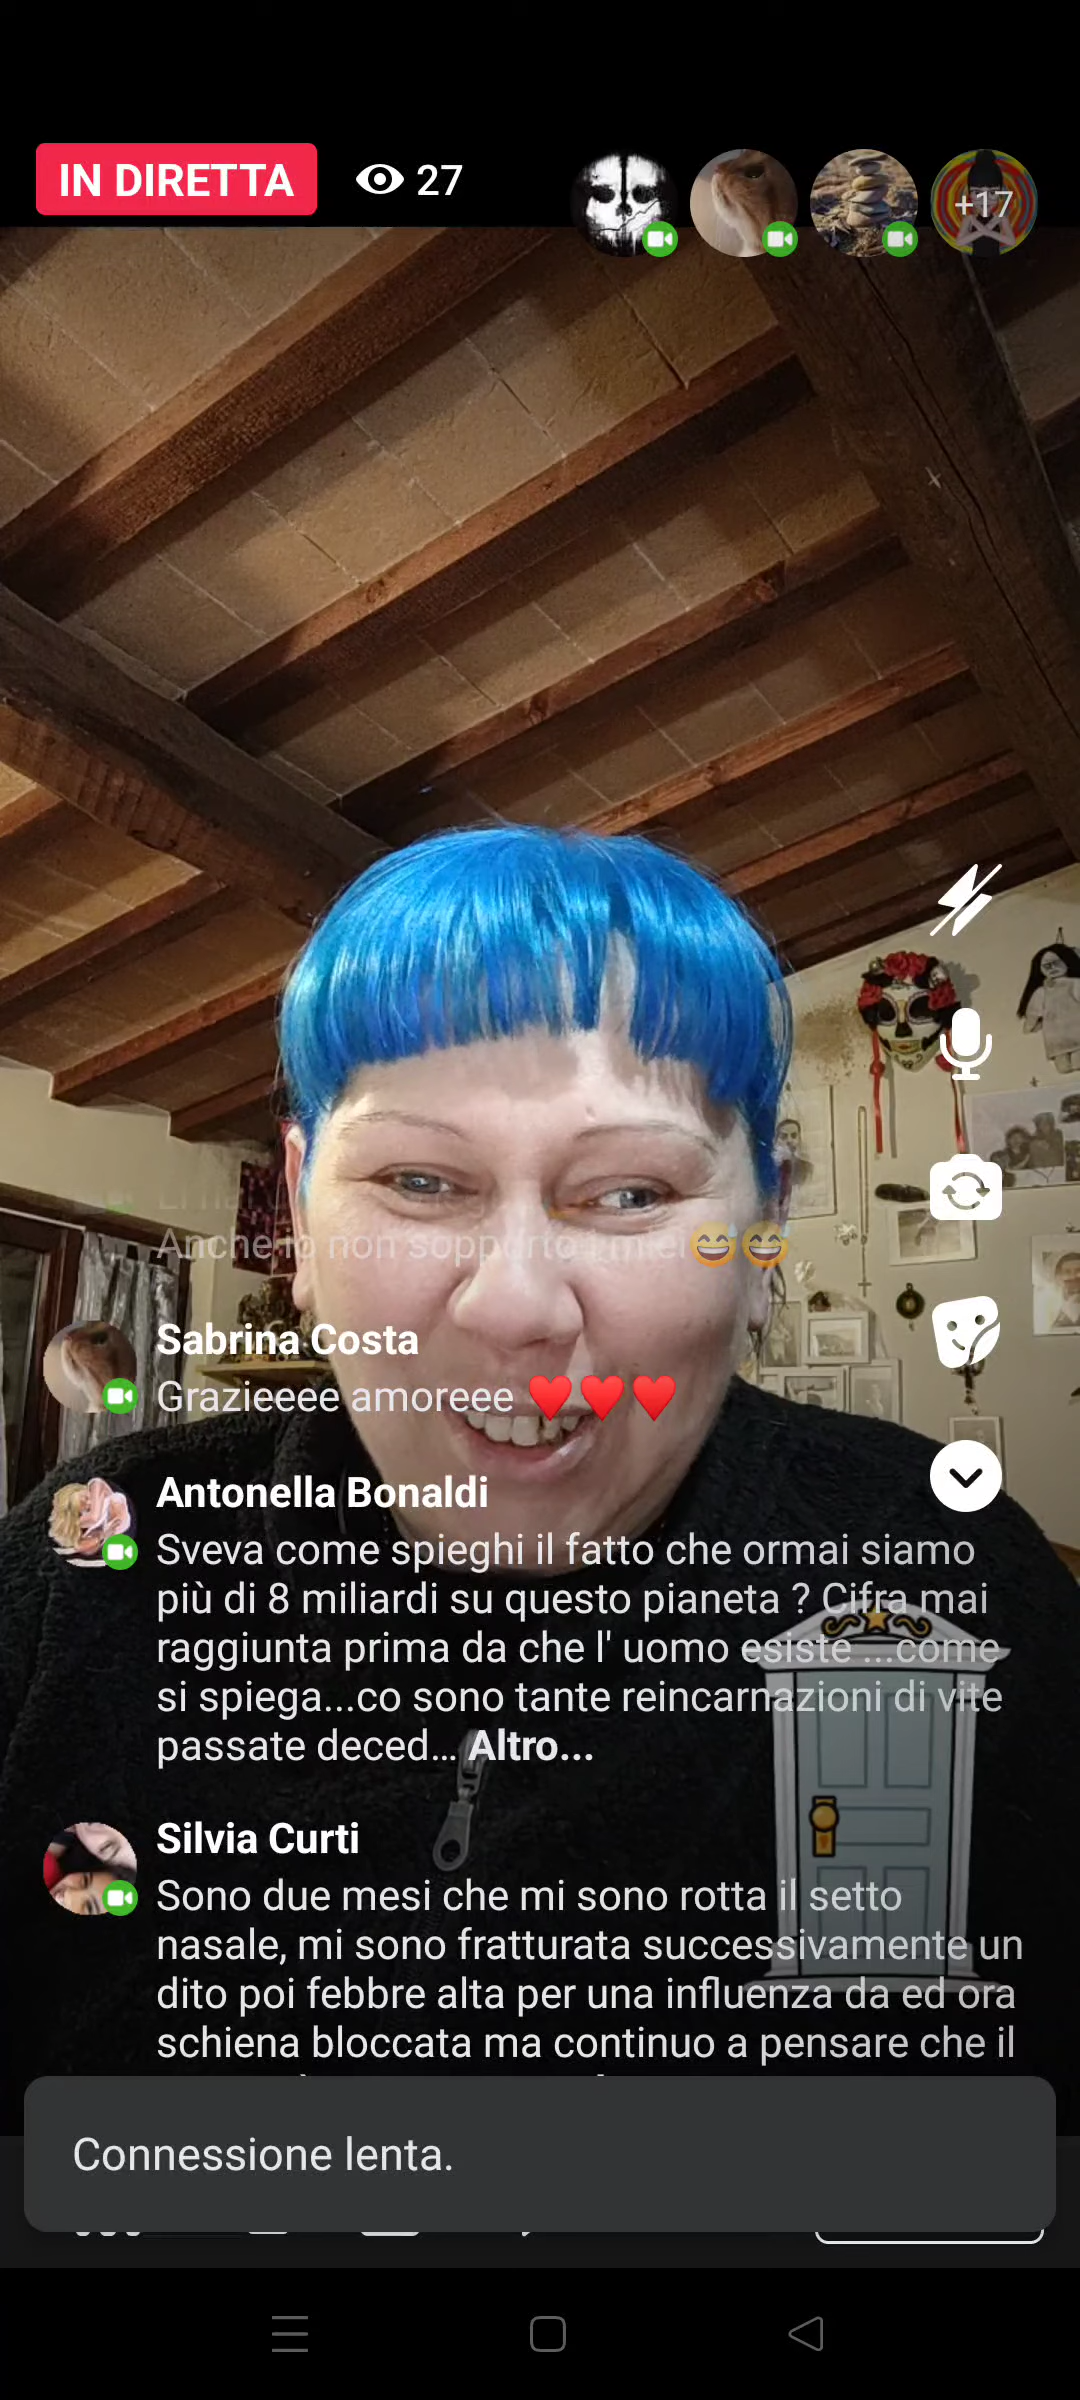 IN DIRETTA
27
+17
Anche io non sopporto i miei😅😅
Sabrina Costa
Grazieeee amoreee ❤️❤️❤️
Antonella Bonaldi
Sveva come spieghi il fatto che ormai siamo
più di 8 miliardi su questo pianeta ? Cifra mai
raggiunta prima da che l' uomo esiste ...come
si spiega...co sono tante reincarnazioni di vite
passate deced... Altro...
Silvia Curti
Sono due mesi che mi sono rotta il setto
nasale, mi sono fratturata successivamente un
dito poi febbre alta per una influenza da ed ora
schiena bloccata ma continuo a pensare che il
Connessione lenta.